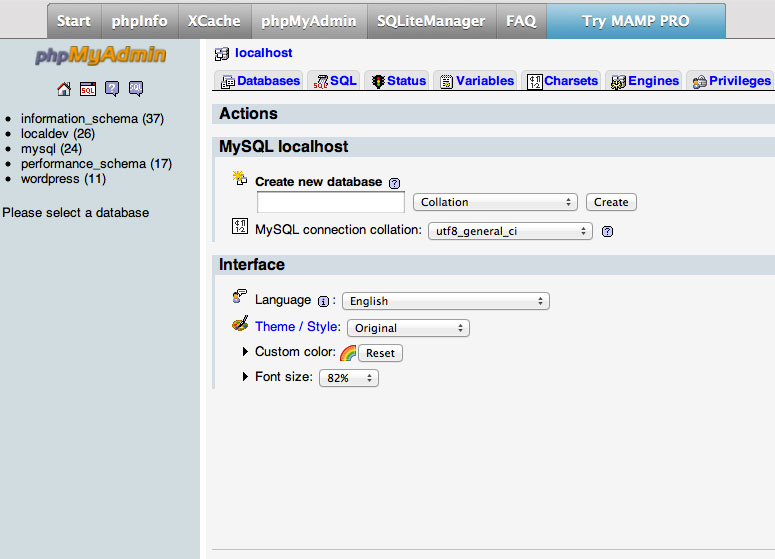 Start phpInfo XCache phpMyAdmin SQLiteManager FAQ Try MAMP PRO
phpMyAdmin
SQL SQL
information_schema (37)
localdev (26)
mysql (24)
performance_schema (17)
wordpress (11)
Please select a database
localhost
Databases SQL Status Variables Charsets Engines Privileges
Actions
MySQL localhost
Create new database
Collation Create
MySQL connection collation: utf8_general_ci
Interface
Language : English
Theme / Style: Original
Custom color: Reset
Font size: 82%